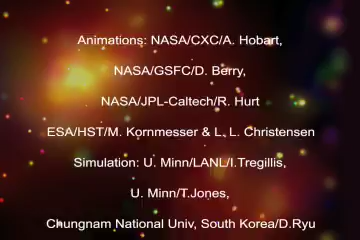 Animations: NASA/CXC/A. Hobart,
NASA/GSFC/D. Berry,
NASA/JPL-Caltech/R. Hurt
ESA/HST/M. Kornmesser & L. L. Christensen
Simulation: U. Minn/LANL/I.Tregillis,
U. Minn/T.Jones,
Chungnam National Univ, South Korea/D.Ryu